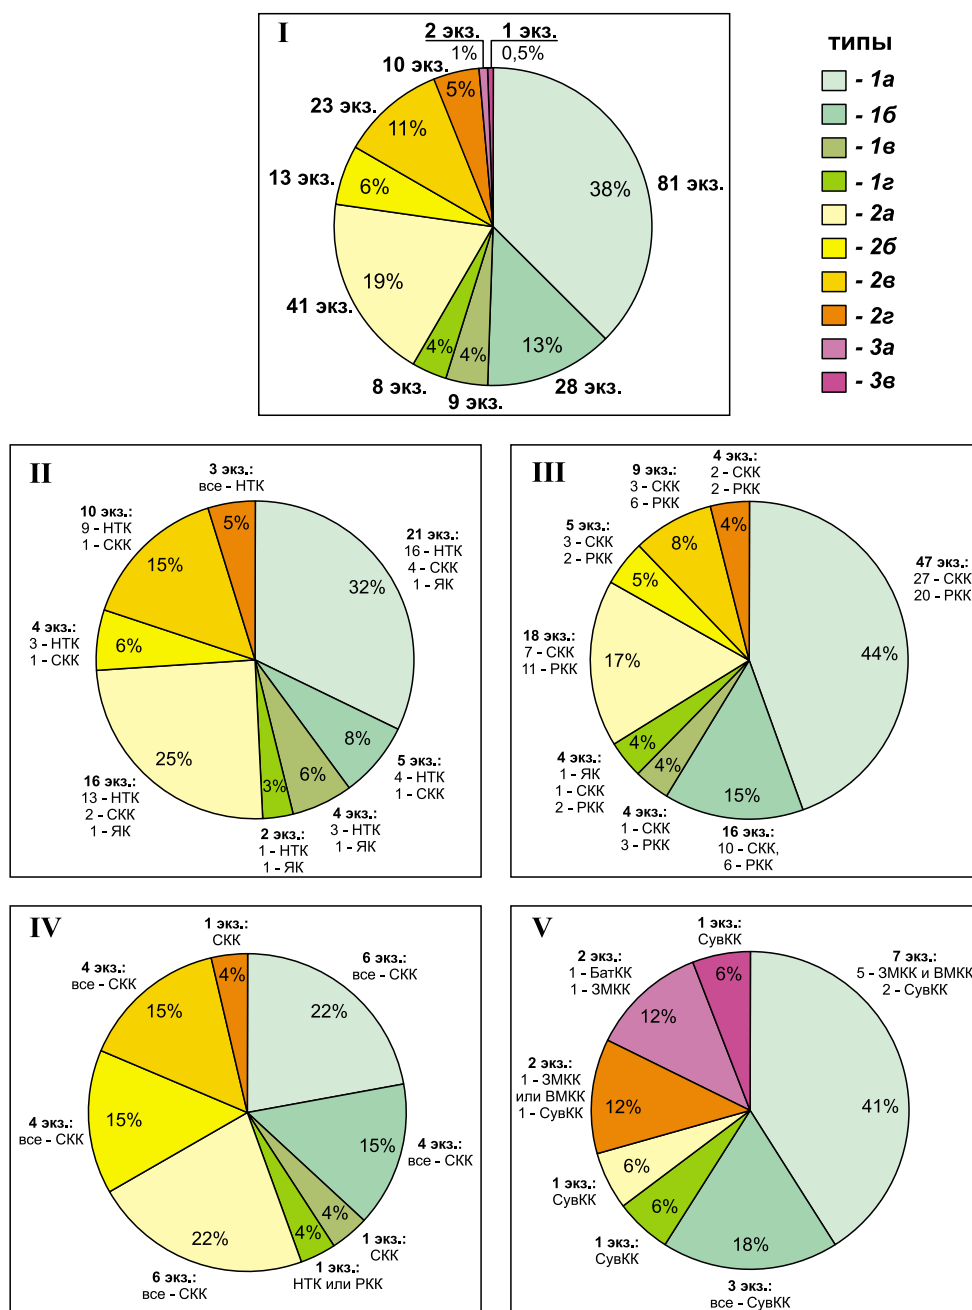 I
2 экз.
1%
1 экз.
0,5%
10 экз.
5%
23 экз.
11%
13 экз.
6%
41 экз.
19%
8 экз.
4%
9 экз.
4%
28 экз.
13%
81 экз.
38%
типы
- 1а
- 1б
- 1в
- 1г
- 2а
- 2б
- 2в
- 2г
- 3а
- 3в
II
3 экз.:
все - НТК
5%
10 экз.:
9 - НТК
1 - СКК
15%
4 экз.:
3 - НТК
1 - СКК
6%
16 экз.:
13 - НТК
2 - СКК
1 - ЯК
25%
2 экз.:
1 - НТК
1 - ЯК
3%
4 экз.:
3 - НТК
1 - ЯК
6%
5 экз.:
4 - НТК
1 - СКК
8%
21 экз.:
16 - НТК
4 - СКК
1 - ЯК
32%
III
4 экз.:
2 - СКК
2 - РКК
4%
9 экз.:
3 - СКК
6 - РКК
8%
5 экз.:
3 - СКК
2 - РКК
5%
18 экз.:
7 - СКК
11 - РКК
17%
4 экз.:
1 - ЯК
1 - СКК
2 - РКК
4%
4 экз.:
1 - СКК
3 - РКК
4%
16 экз.:
10 - СКК,
6 - РКК
15%
47 экз.:
27 - СКК
20 - РКК
44%
IV
1 экз.:
СКК
4%
4 экз.:
все - СКК
15%
4 экз.:
все - СКК
15%
6 экз.:
все - СКК
22%
1 экз.:
НТК или РКК
4%
1 экз.:
СКК
4%
4 экз.:
все - СКК
15%
6 экз.:
все - СКК
22%
V
1 экз.:
СувКК
6%
2 экз.:
1 - БатКК
1 - ЗМКК
12%
2 экз.:
1 - ЗМКК
или ВМКК
1 - СувКК
12%
1 экз.:
СувКК
6%
1 экз.:
СувКК
6%
3 экз.:
все - СувКК
18%
7 экз.:
5 - ЗМКК и ВМКК
2 - СувКК
41%